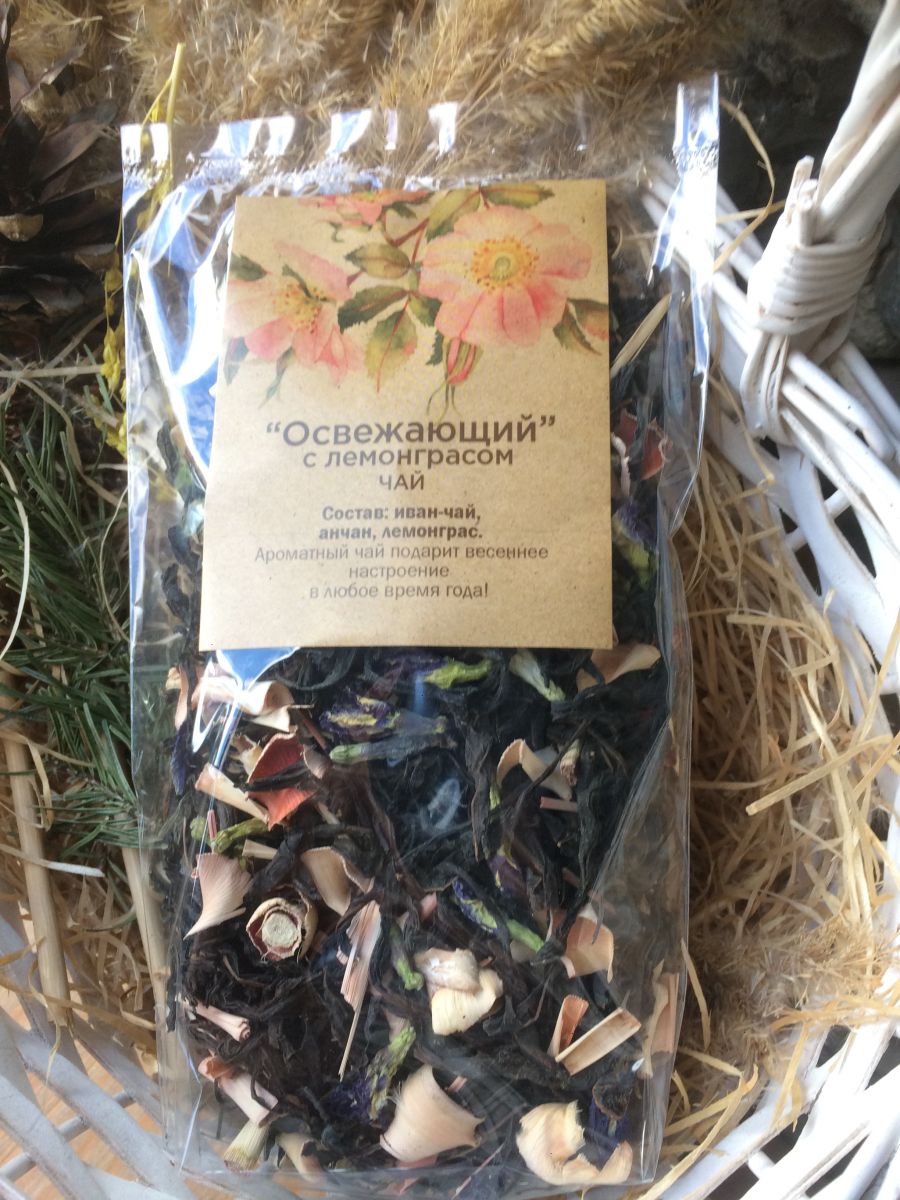 “Освежающий”
с лемонграсом
чай
Состав: иван-чай,
анчан, лемонграс.
Ароматный чай подарит весеннее
настроение
в любое время года!